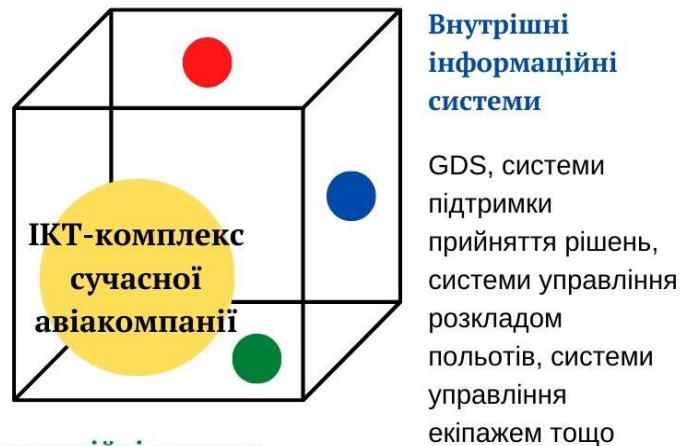 Внутрішні
інформаційні
системи
GDS, системи
підтримки
прийняття рішень,
системи управління
розкладом
польотів, системи
управління
екіпажем тощо
ІКТ-комплекс
сучасної
авіакомпанії